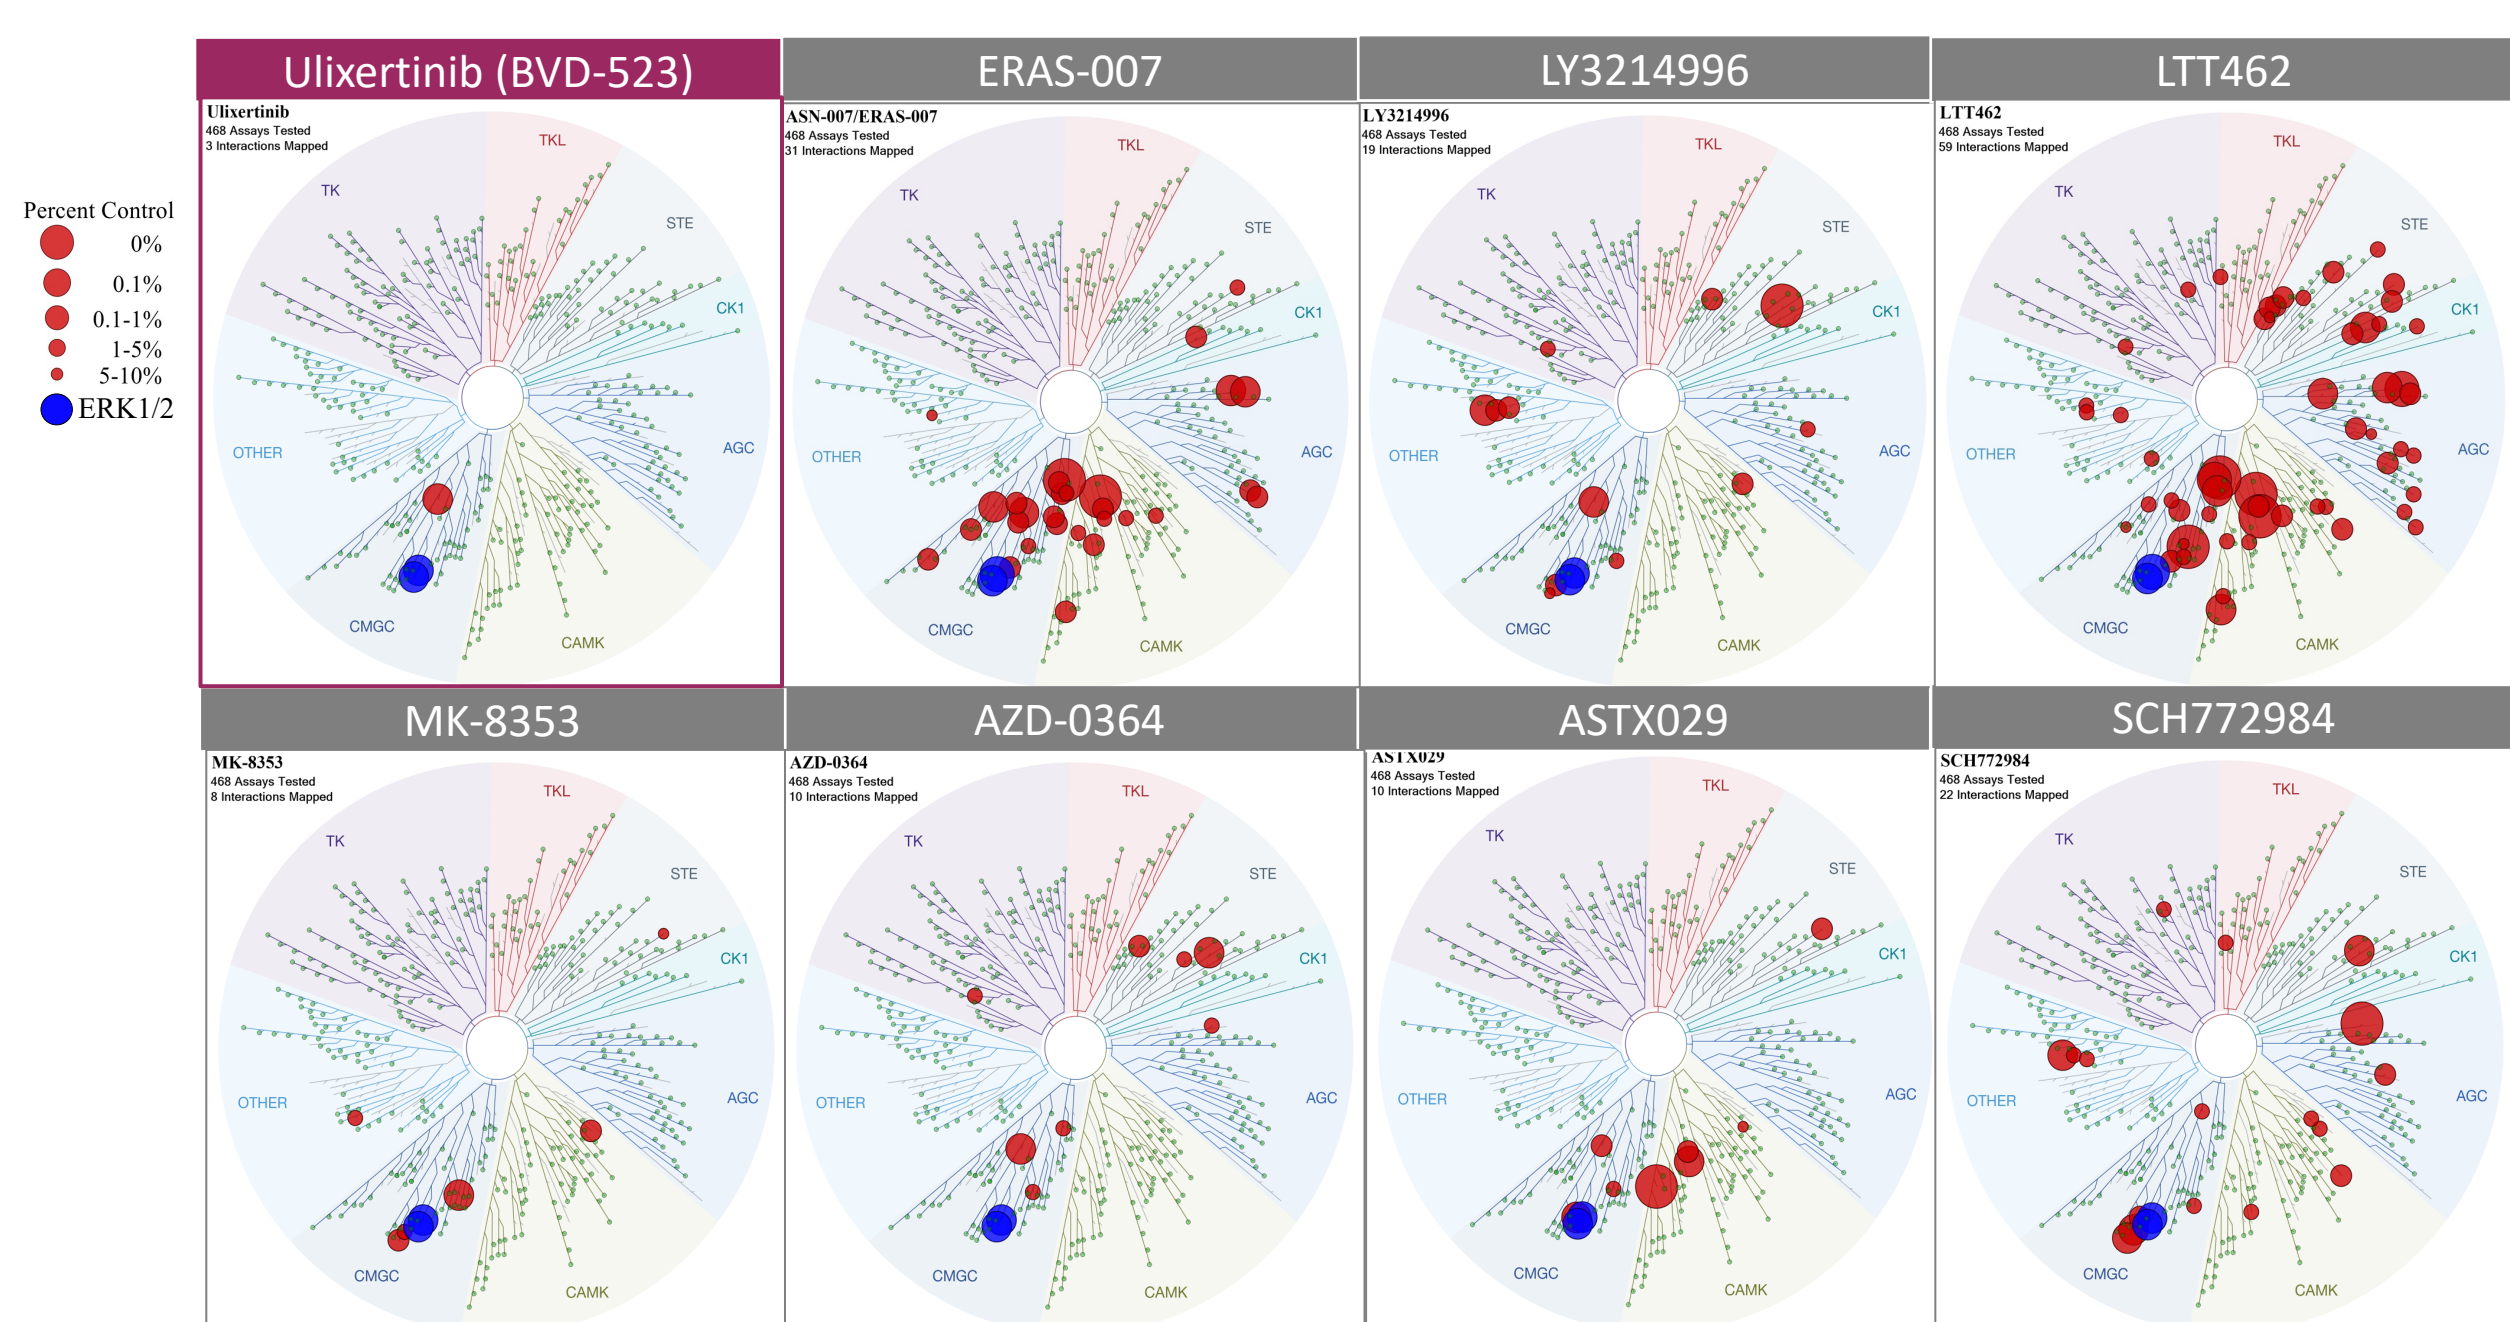 Ulixertinib (BVD-523)
ERAS-007
LY3214996
LTT462
Percent Control
0%
0.1%
0.1-1%
1-5%
5-10%
ERK1/2
Ulixertinib
468 Assays Tested
3 Interactions Mapped
TK
TKL
STE
CK1
AGC
CAMK
CMGC
OTHER
ASN-007/ERAS-007
468 Assays Tested
31 Interactions Mapped
TK
TKL
STE
CK1
AGC
CAMK
CMGC
OTHER
LY3214996
468 Assays Tested
19 Interactions Mapped
TK
TKL
STE
CK1
AGC
CAMK
CMGC
OTHER
LTT462
468 Assays Tested
59 Interactions Mapped
TK
TKL
STE
CK1
AGC
CAMK
CMGC
OTHER
MK-8353
AZD-0364
ASTX029
SCH772984
MK-8353
468 Assays Tested
8 Interactions Mapped
TK
TKL
STE
CK1
AGC
CAMK
CMGC
OTHER
AZD-0364
468 Assays Tested
10 Interactions Mapped
TK
TKL
STE
CK1
AGC
CAMK
CMGC
OTHER
ASTX029
468 Assays Tested
10 Interactions Mapped
TK
TKL
STE
CK1
AGC
CAMK
CMGC
OTHER
SCH772984
468 Assays Tested
22 Interactions Mapped
TK
TKL
STE
CK1
AGC
CAMK
CMGC
OTHER